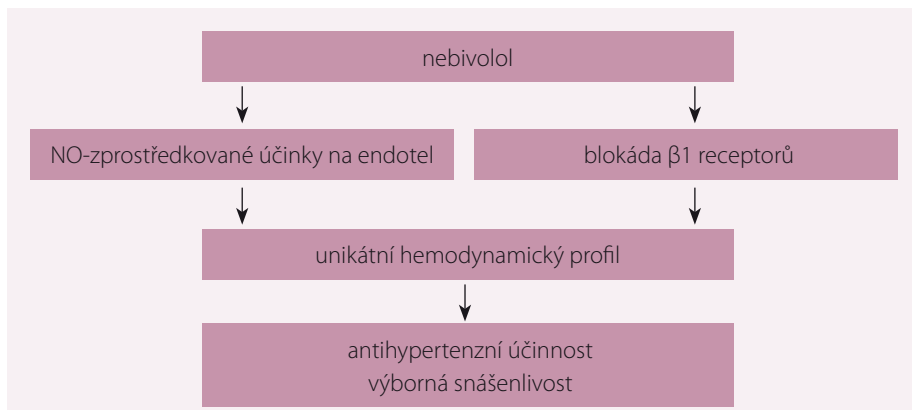 nebivolol
NO-zprostředkované účinky na endotel
blokáda β1 receptorů
unikátní hemodynamický profil
antihypertenzní účinnost
výborná snášenlivost